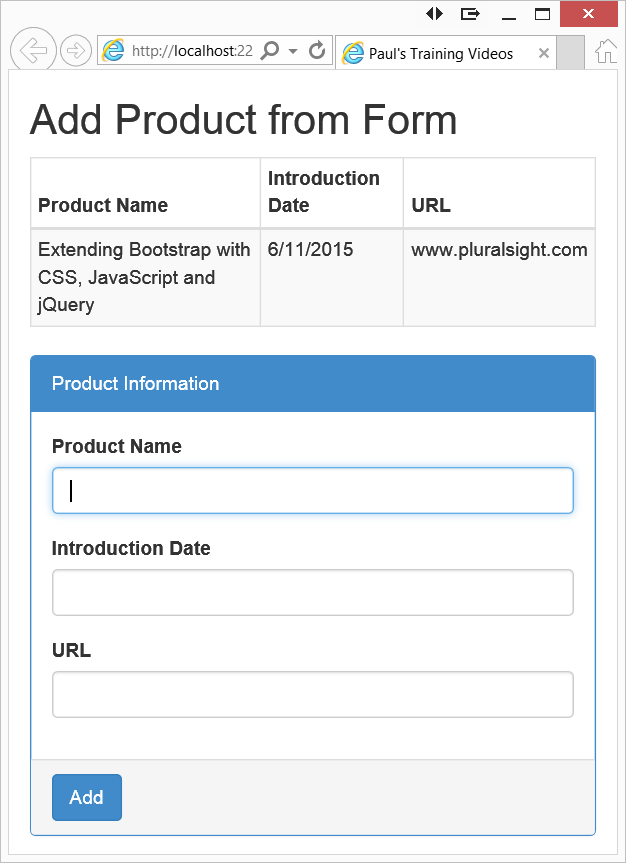 http://localhost:22
Paul's Training Videos
Add Product from Form
Product Name
Introduction
Date
URL
Extending Bootstrap with
CSS, JavaScript and
jQuery
6/11/2015
www.pluralsight.com
Product Information
Product Name
Introduction Date
URL
Add